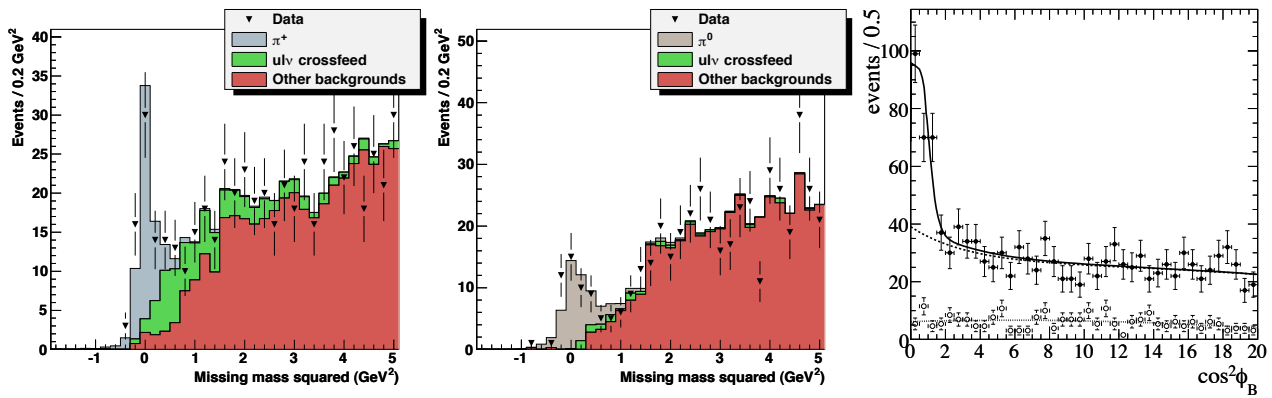 Data
π+
ulν crossfeed
Other backgrounds
Events / 0.2 GeV²
40
35
30
25
20
15
10
5
0
-1 0 1 2 3 4 5
Missing mass squared (GeV²)
Data
π⁰
ulν crossfeed
Other backgrounds
Events / 0.2 GeV²
50
40
30
20
10
0
-1 0 1 2 3 4 5
Missing mass squared (GeV²)
events / 0.5
100
80
60
40
20
0
0 2 4 6 8 10 12 14 16 18 20
cos²ϕ_B